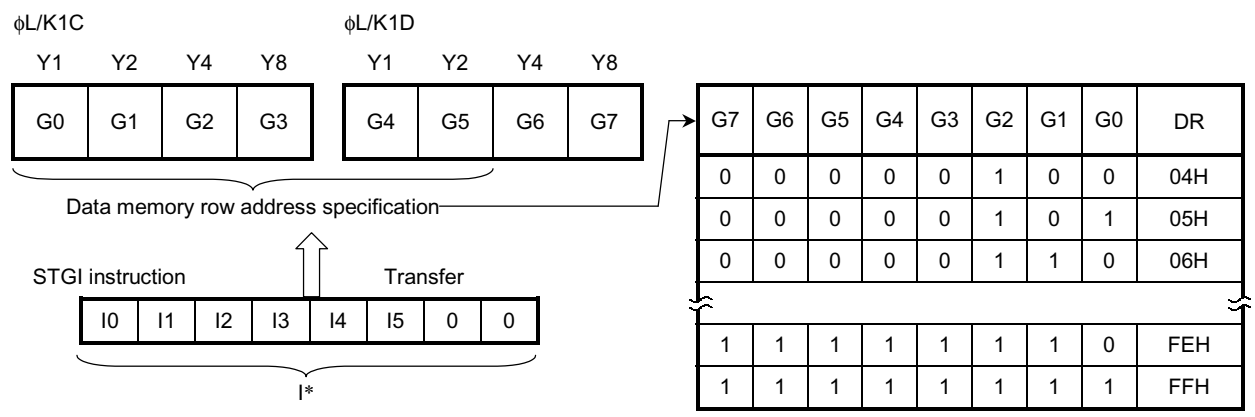 φL/K1C
φL/K1D
Y1 Y2 Y4 Y8
Y1 Y2 Y4 Y8
G0 G1 G2 G3
G4 G5 G6 G7
Data memory row address specification
STGI instruction
Transfer
I0 I1 I2 I3 I4 I5 0 0
I*
G7 G6 G5 G4 G3 G2 G1 G0 DR
0 0 0 0 0 1 0 0 04H
0 0 0 0 0 1 0 1 05H
0 0 0 0 0 1 1 0 06H
1 1 1 1 1 1 1 0 FEH
1 1 1 1 1 1 1 1 FFH